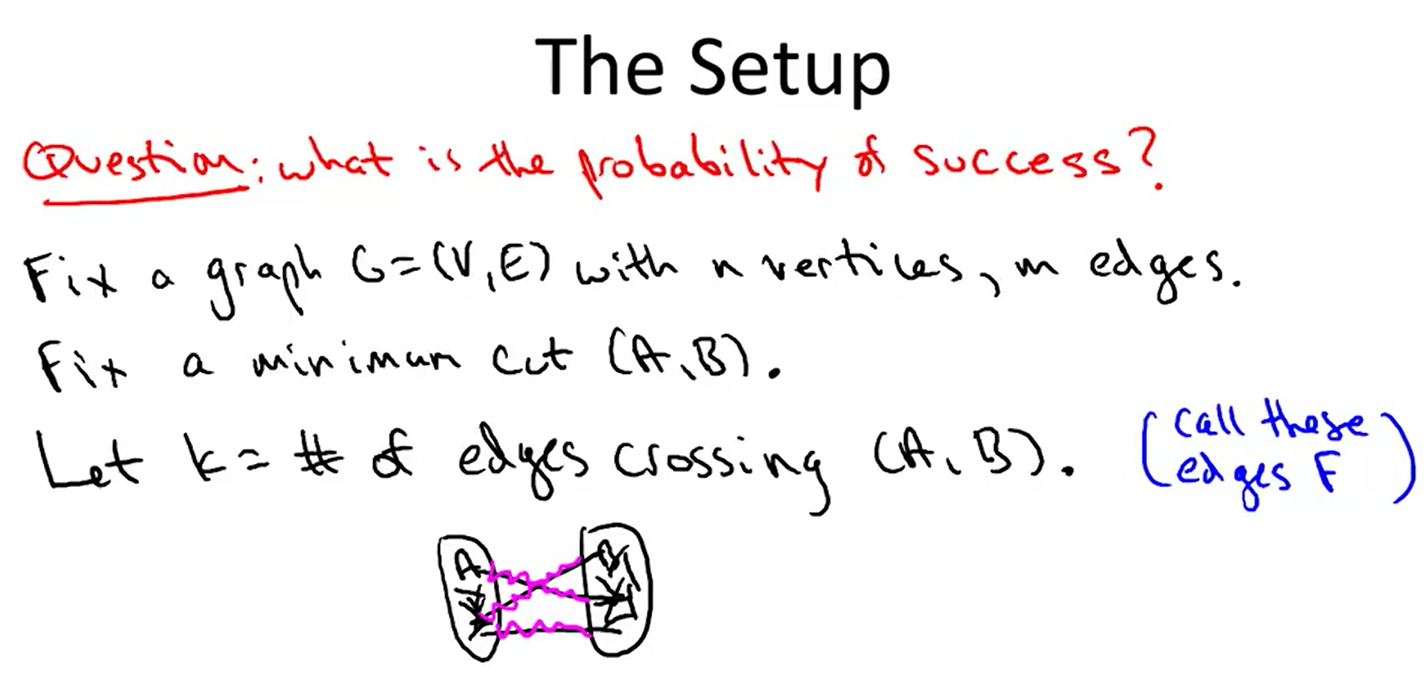 The Setup
Question: what is the probability of success?
Fix a graph G=(V,E) with n vertices, m edges.
Fix a minimum cut (A,B).
Let k = # of edges crossing (A,B). (call these
edges F)
A B